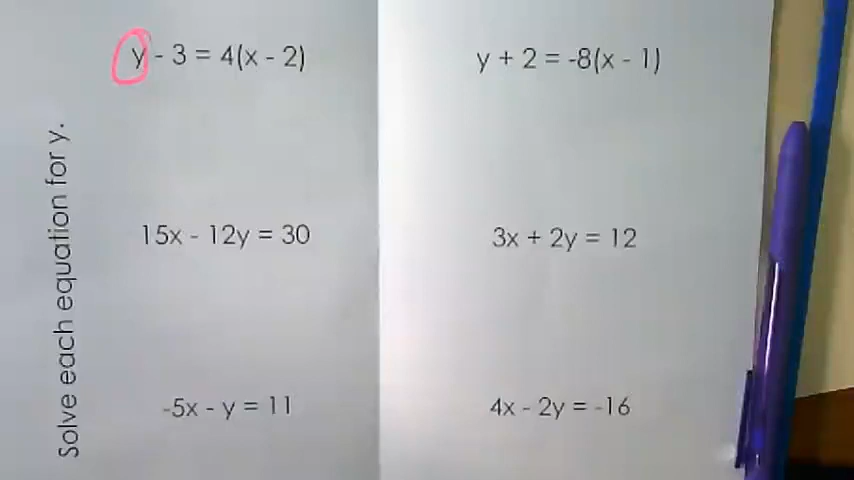 Solve each equation for y.
y - 3 = 4(x - 2)
y + 2 = -8(x - 1)
15x - 12y = 30
3x + 2y = 12
-5x - y = 11
4x - 2y = -16